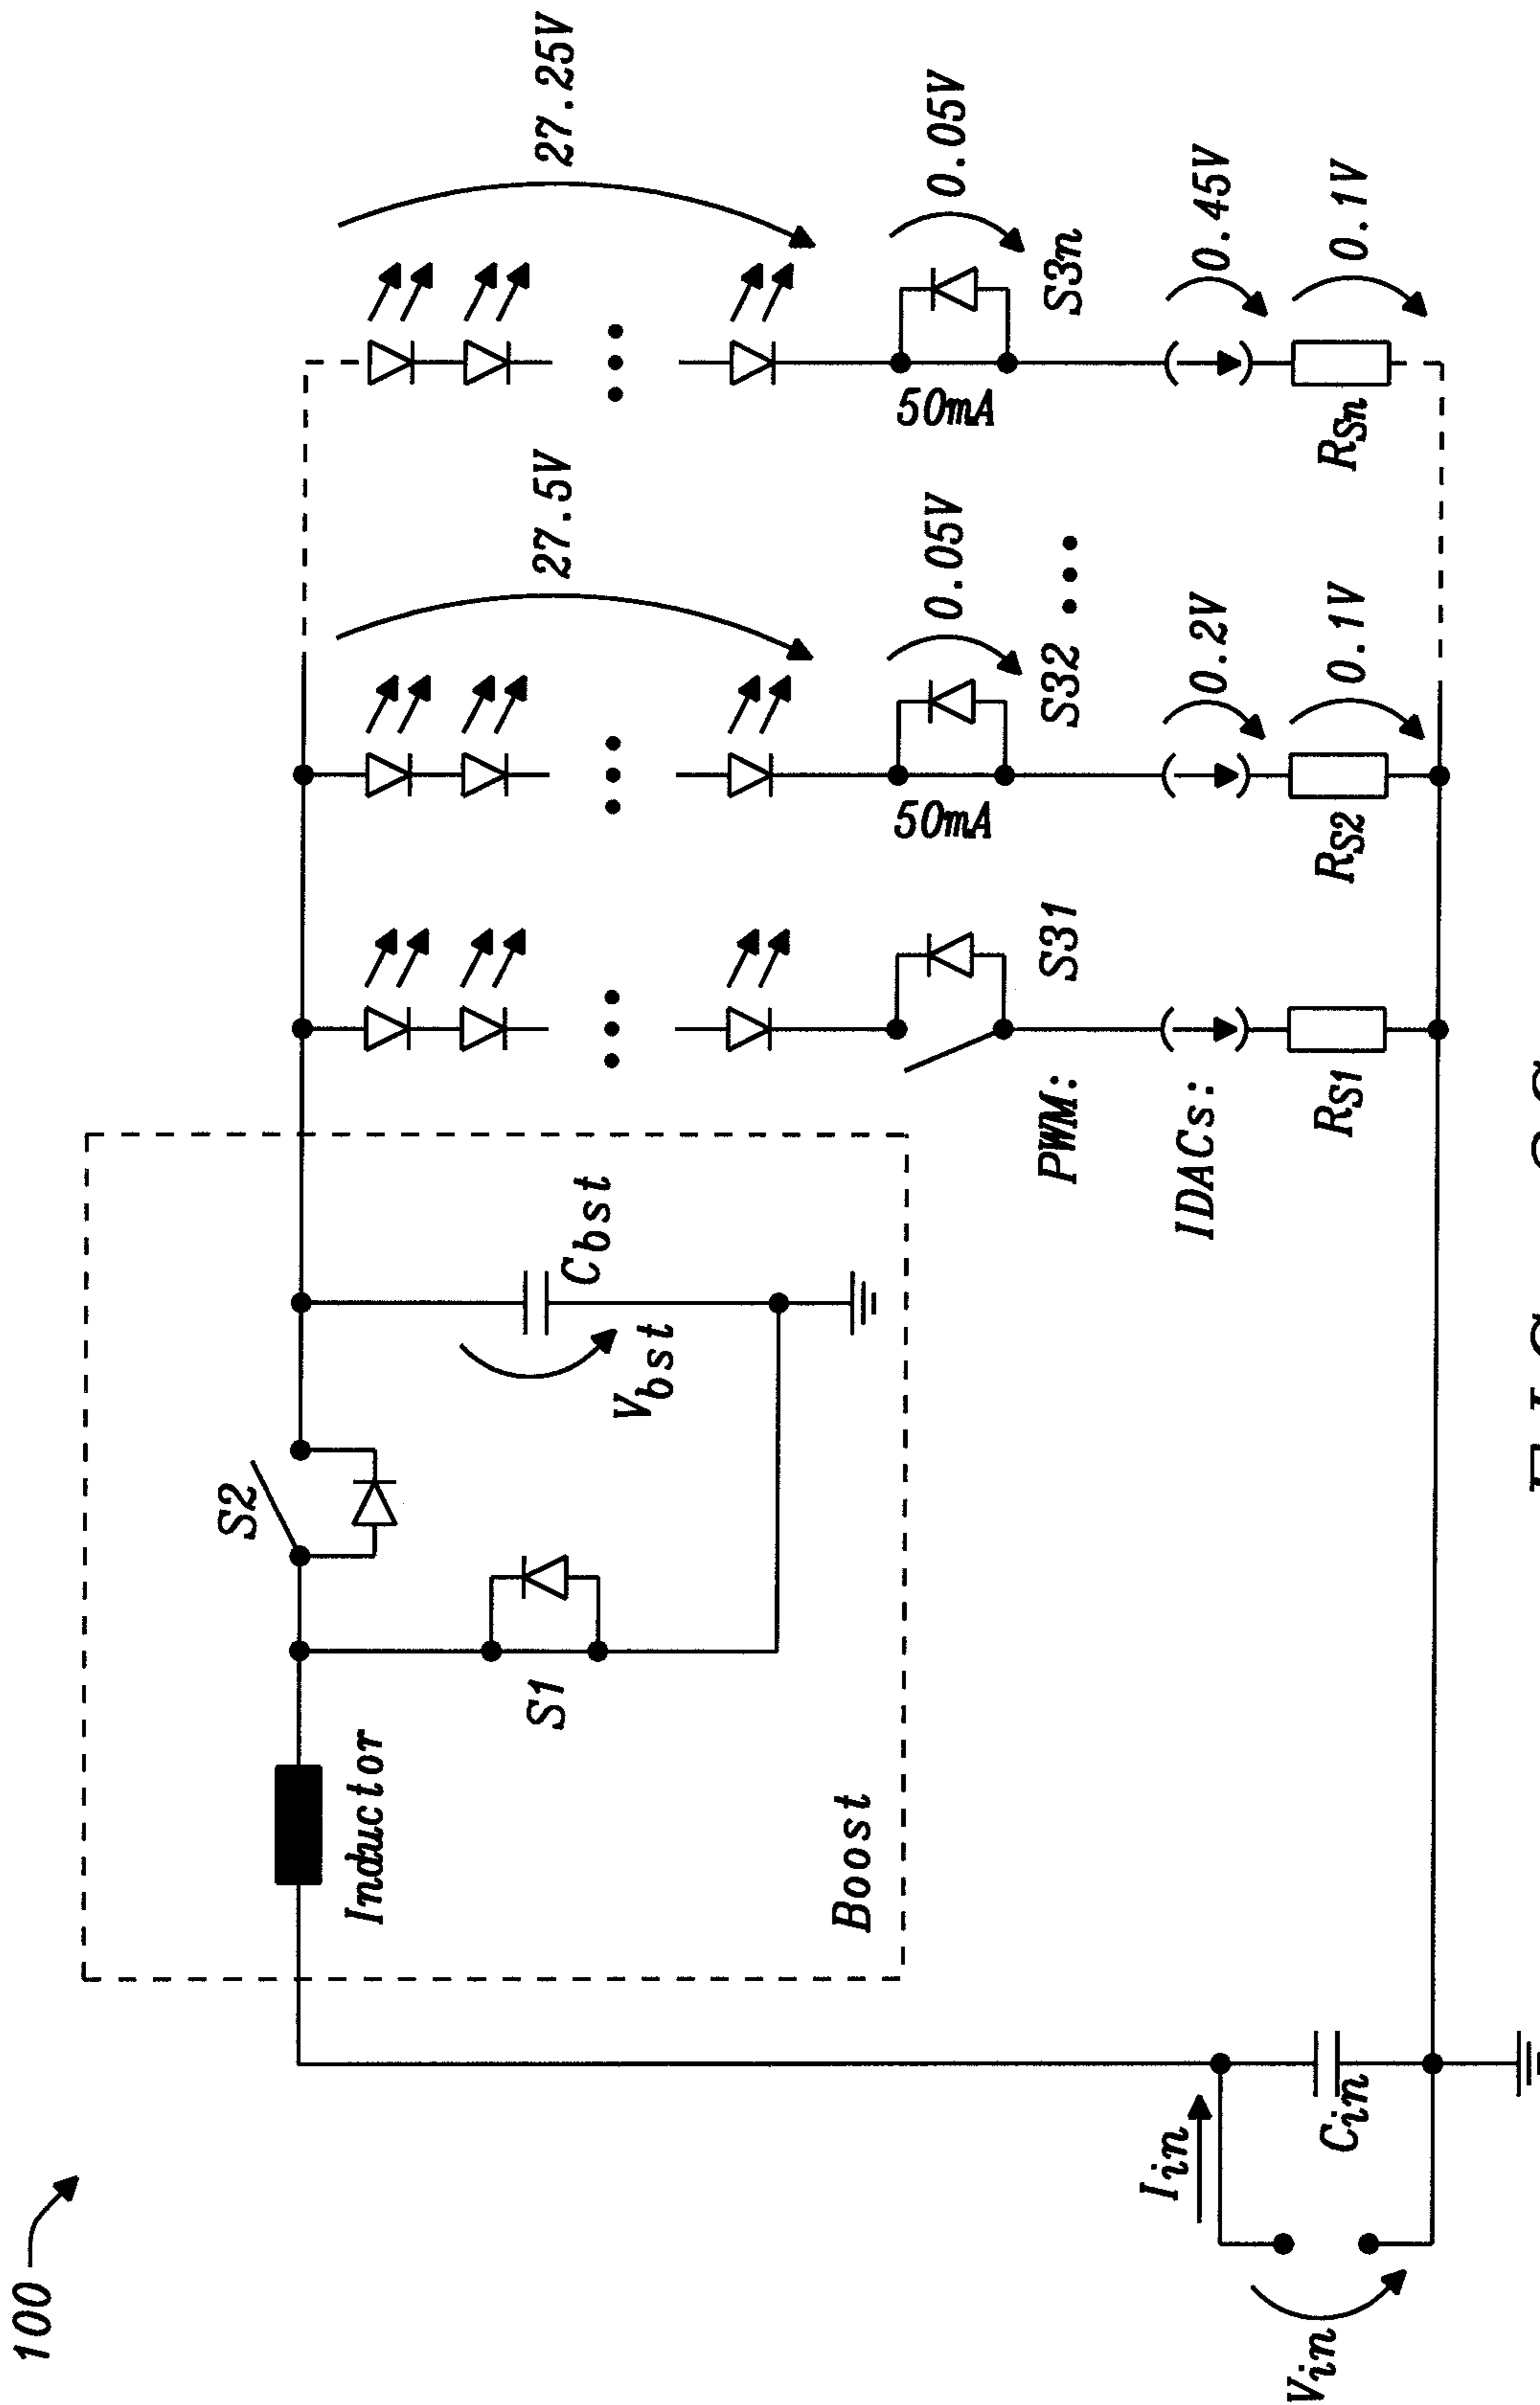 100
27.5V
27.25V
S2
Inductor
S1
Vbst
Cbst
Boost
50mA
0.05V
50mA
0.05V
PWM:
S31
S32
S3n
Iin
IDACs:
0.2V
0.45V
Vin
Cin
RS1
RS2
0.1V
RSn
0.1V